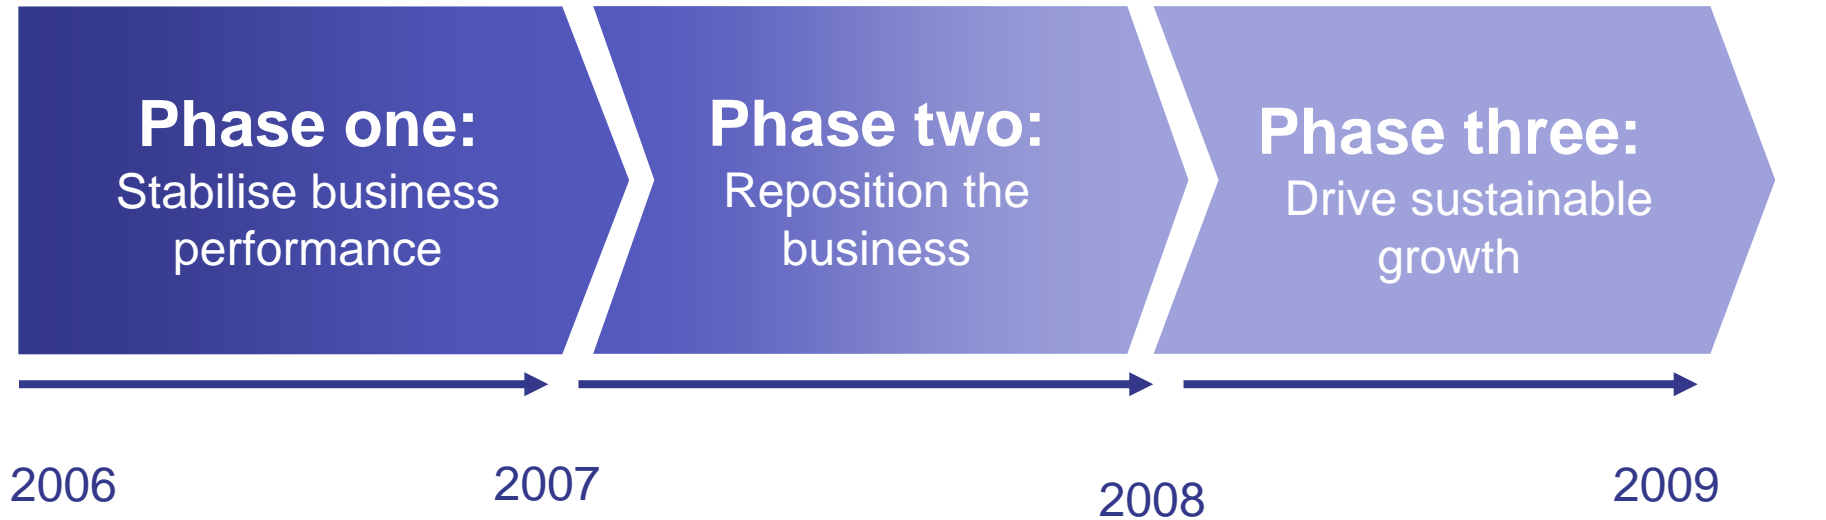 Phase one:
Stabilise business
performance
Phase two:
Reposition the
business
Phase three:
Drive sustainable
growth
2006
2007
2008
2009